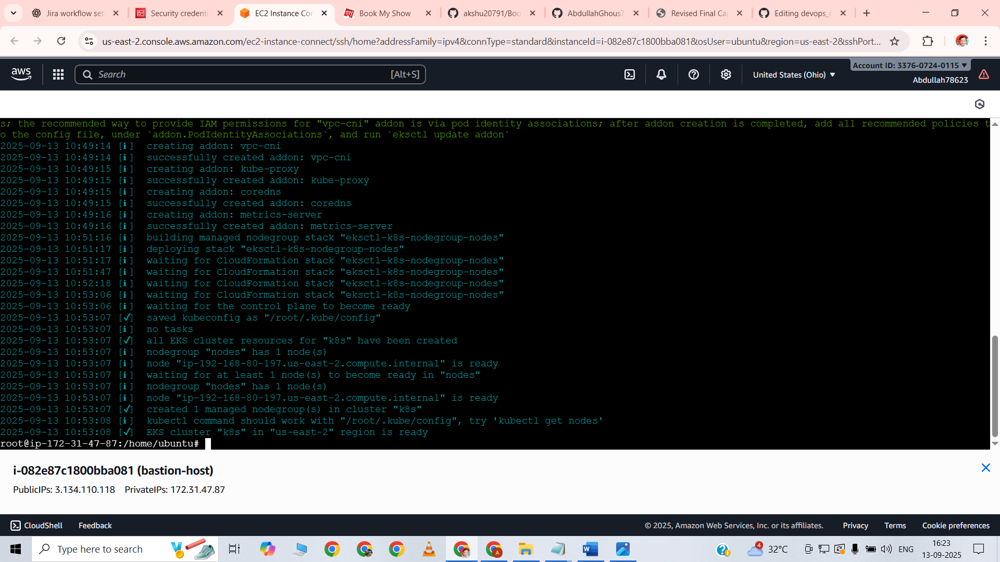 Jira workflow set
Security credenti
EC2 Instance Cor
Book My Show
akshu20791/Boo
AbdullahGhous7
Revised Final Ca
Editing devops_c
us-east-2.console.aws.amazon.com/ec2-instance-connect/ssh/home?addressFamily=ipv4&connType=standard&instanceId=i-082e87c1800bba081&osUser=ubuntu&region=us-east-2&sshPort...
aws
Search
[Alt+S]
United States (Ohio)
Account ID: 3376-0724-0115
Abdullah78623
s; the recommended way to provide IAM permissions for "vpc-cni" addon is via pod identity associations; after addon creation is completed, add all recommended policies t
o the config file, under `addon.PodIdentityAssociations`, and run `eksctl update addon`
2025-09-13 10:49:14 [ℹ]  creating addon: vpc-cni
2025-09-13 10:49:14 [ℹ]  successfully created addon: vpc-cni
2025-09-13 10:49:15 [ℹ]  creating addon: kube-proxy
2025-09-13 10:49:15 [ℹ]  successfully created addon: kube-proxy
2025-09-13 10:49:15 [ℹ]  creating addon: coredns
2025-09-13 10:49:15 [ℹ]  successfully created addon: coredns
2025-09-13 10:49:16 [ℹ]  creating addon: metrics-server
2025-09-13 10:49:16 [ℹ]  successfully created addon: metrics-server
2025-09-13 10:51:16 [ℹ]  building managed nodegroup stack "eksctl-k8s-nodegroup-nodes"
2025-09-13 10:51:17 [ℹ]  deploying stack "eksctl-k8s-nodegroup-nodes"
2025-09-13 10:51:17 [ℹ]  waiting for CloudFormation stack "eksctl-k8s-nodegroup-nodes"
2025-09-13 10:51:47 [ℹ]  waiting for CloudFormation stack "eksctl-k8s-nodegroup-nodes"
2025-09-13 10:52:18 [ℹ]  waiting for CloudFormation stack "eksctl-k8s-nodegroup-nodes"
2025-09-13 10:53:06 [ℹ]  waiting for CloudFormation stack "eksctl-k8s-nodegroup-nodes"
2025-09-13 10:53:06 [ℹ]  waiting for the control plane to become ready
2025-09-13 10:53:07 [✔]  saved kubeconfig as "/root/.kube/config"
2025-09-13 10:53:07 [ℹ]  no tasks
2025-09-13 10:53:07 [✔]  all EKS cluster resources for "k8s" have been created
2025-09-13 10:53:07 [ℹ]  nodegroup "nodes" has 1 node(s)
2025-09-13 10:53:07 [ℹ]  node "ip-192-168-80-197.us-east-2.compute.internal" is ready
2025-09-13 10:53:07 [ℹ]  waiting for at least 1 node(s) to become ready in "nodes"
2025-09-13 10:53:07 [ℹ]  nodegroup "nodes" has 1 node(s)
2025-09-13 10:53:07 [ℹ]  node "ip-192-168-80-197.us-east-2.compute.internal" is ready
2025-09-13 10:53:07 [✔]  created 1 managed nodegroup(s) in cluster "k8s"
2025-09-13 10:53:08 [ℹ]  kubectl command should work with "/root/.kube/config", try 'kubectl get nodes'
2025-09-13 10:53:08 [✔]  EKS cluster "k8s" in "us-east-2" region is ready
root@ip-172-31-47-87:/home/ubuntu#
i-082e87c1800bba081 (bastion-host)
PublicIPs: 3.134.110.118 PrivateIPs: 172.31.47.87
CloudShell
Feedback
© 2025, Amazon Web Services, Inc. or its affiliates.
Privacy
Terms
Cookie preferences
Type here to search
4
32°C
ENG
16:23
13-09-2025